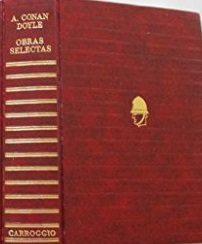 A. CONAN
DOYLE
OBRAS
SELECTAS
CARROGGIO